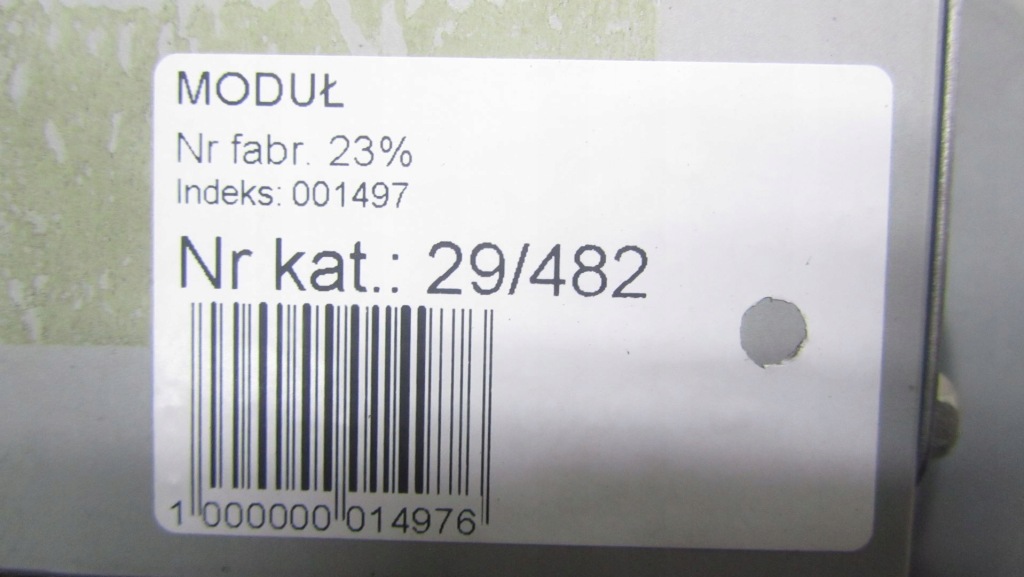 MODUŁ
Nr fabr. 23%
Indeks: 001497
Nr kat.: 29/482
1 000000 014976